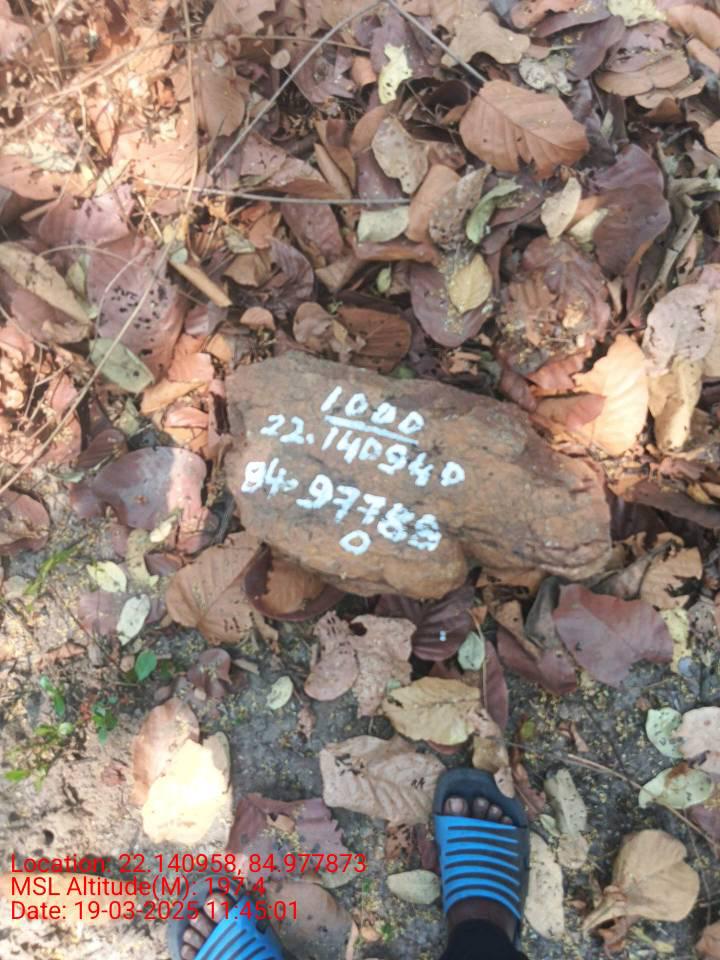 1000
22.140940
84.97788
0
Location: 22.140958, 84.977873
MSL Altitude(M): 197.4
Date: 19-03-2025 11:45:01